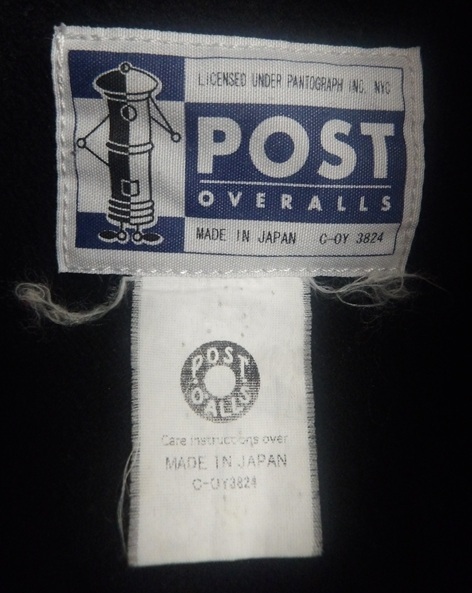 LICENSED UNDER PANTOGRAPH INC, NYC
POST
OVERALLS
MADE IN JAPAN C-OY 3824
POST
O'ALLS
Care instructions over
MADE IN JAPAN
C-OY3824